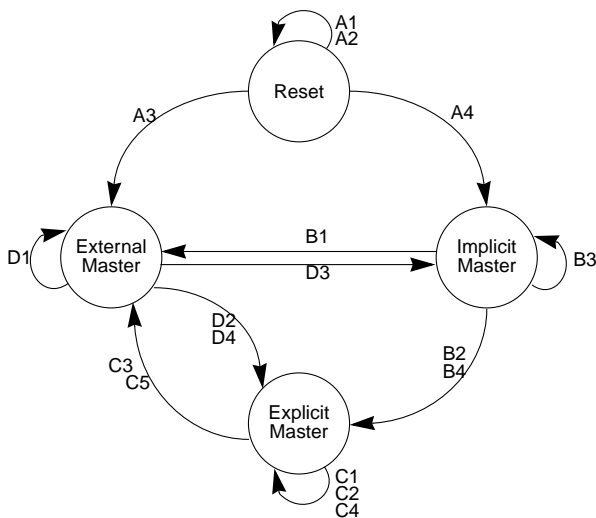 A1
A2
Reset
A3
A4
External
Master
Implicit
Master
B1
D1
B3
D3
D2
D4
B2
B4
C3
C5
Explicit
Master
C1
C2
C4